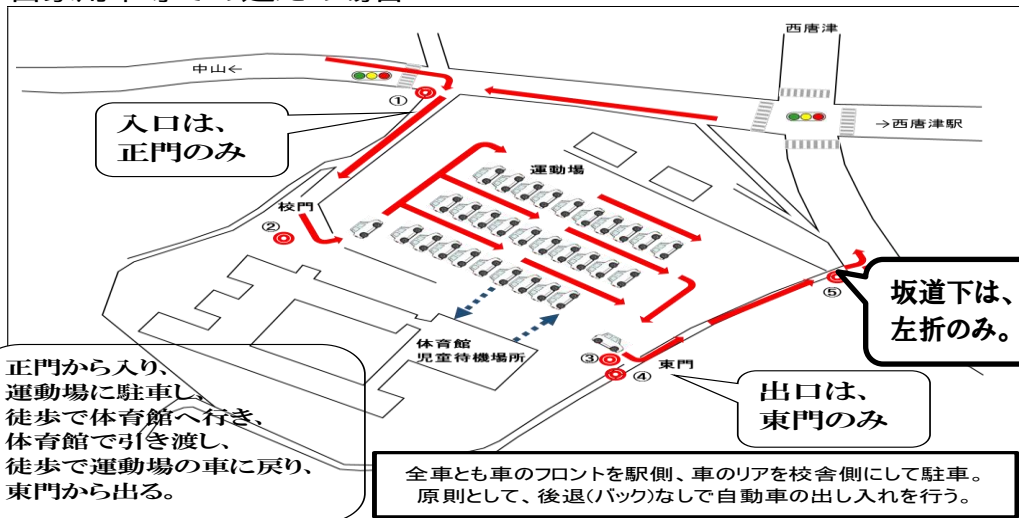 西唐津
中山←
①
→西唐津駅
入口は、
正門のみ
運動場
校門
②
⑤
坂道下は、
左折のみ。
体育館
児童待機場所
③
④
東門
出口は、
東門のみ
正門から入り、
運動場に駐車し、
徒歩で体育館へ行き、
体育館で引き渡し、
徒歩で運動場の車に戻り、
東門から出る。
全車とも車のフロントを駅側、車のリアを校舎側にして駐車。
原則として、後退(バック)なしで自動車の出し入れを行う。